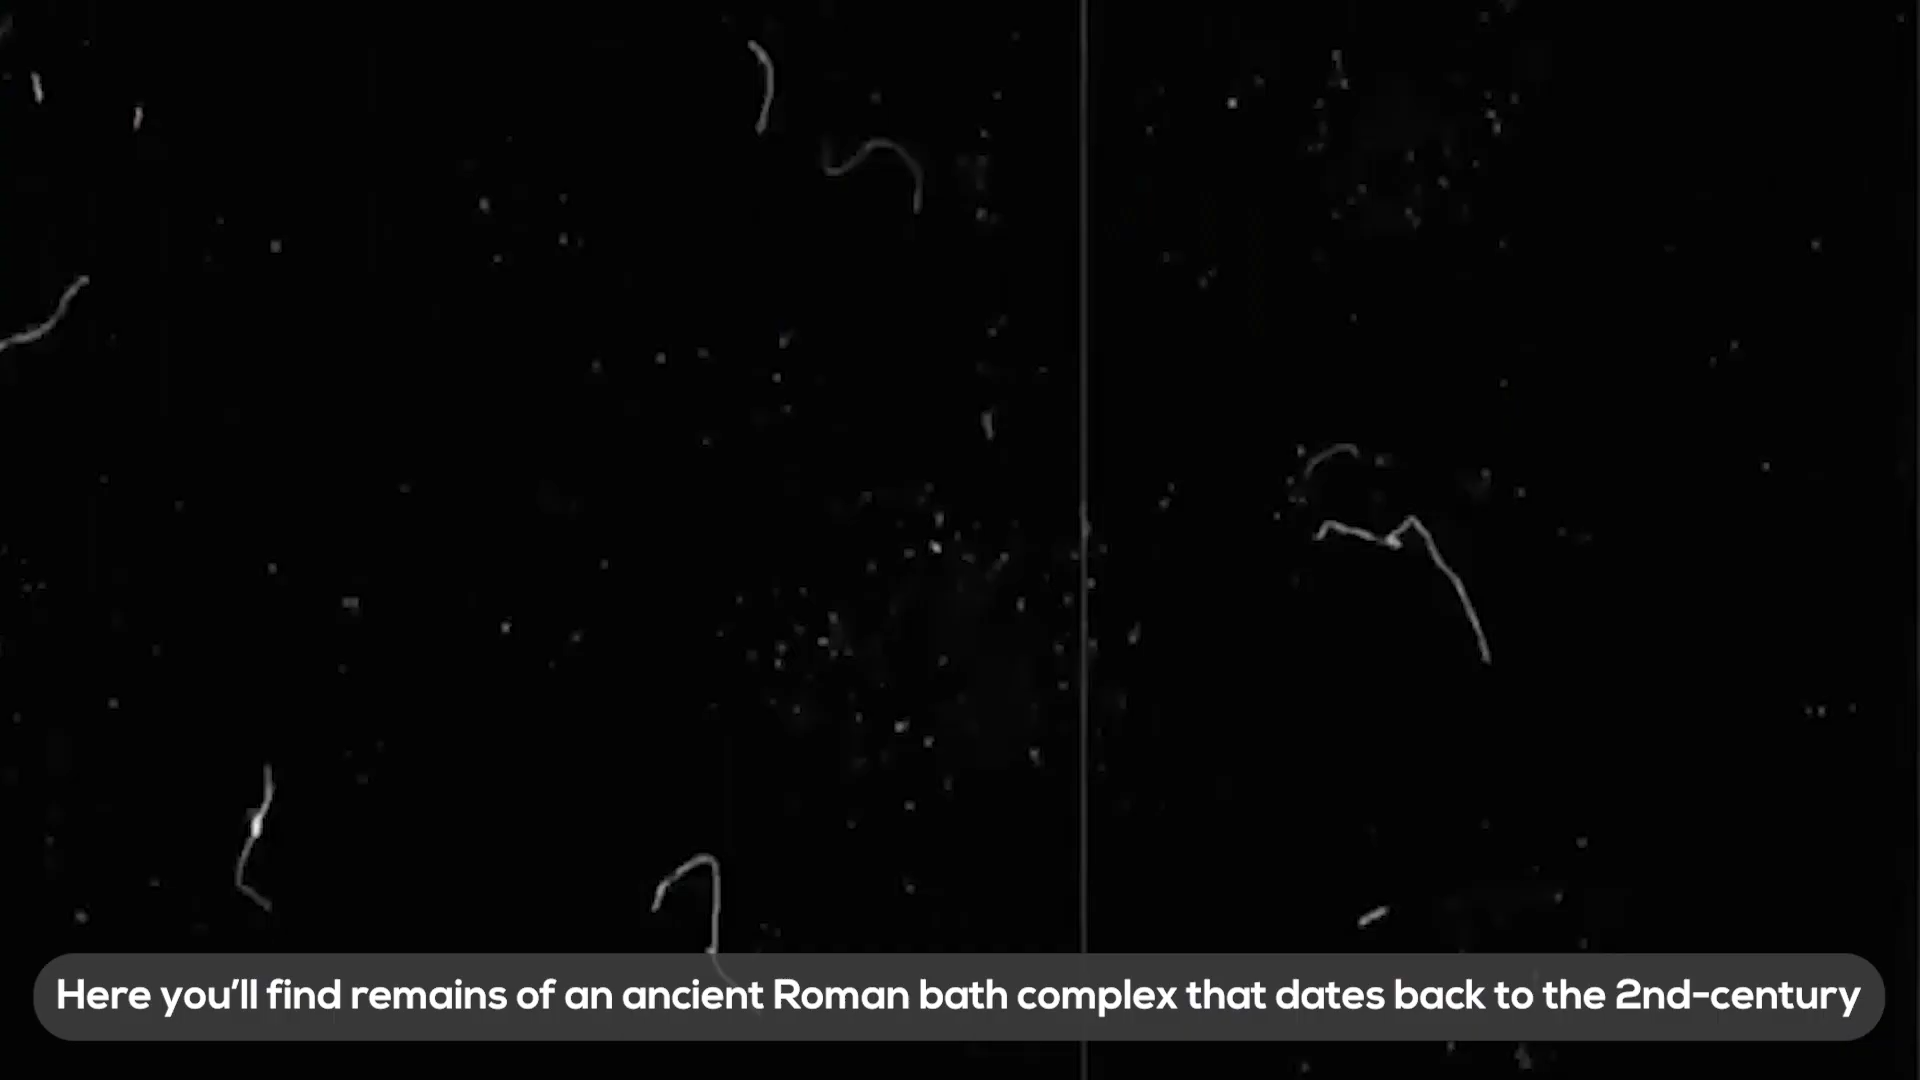 Here you’ll find remains of an ancient Roman bath complex that dates back to the 2nd-century